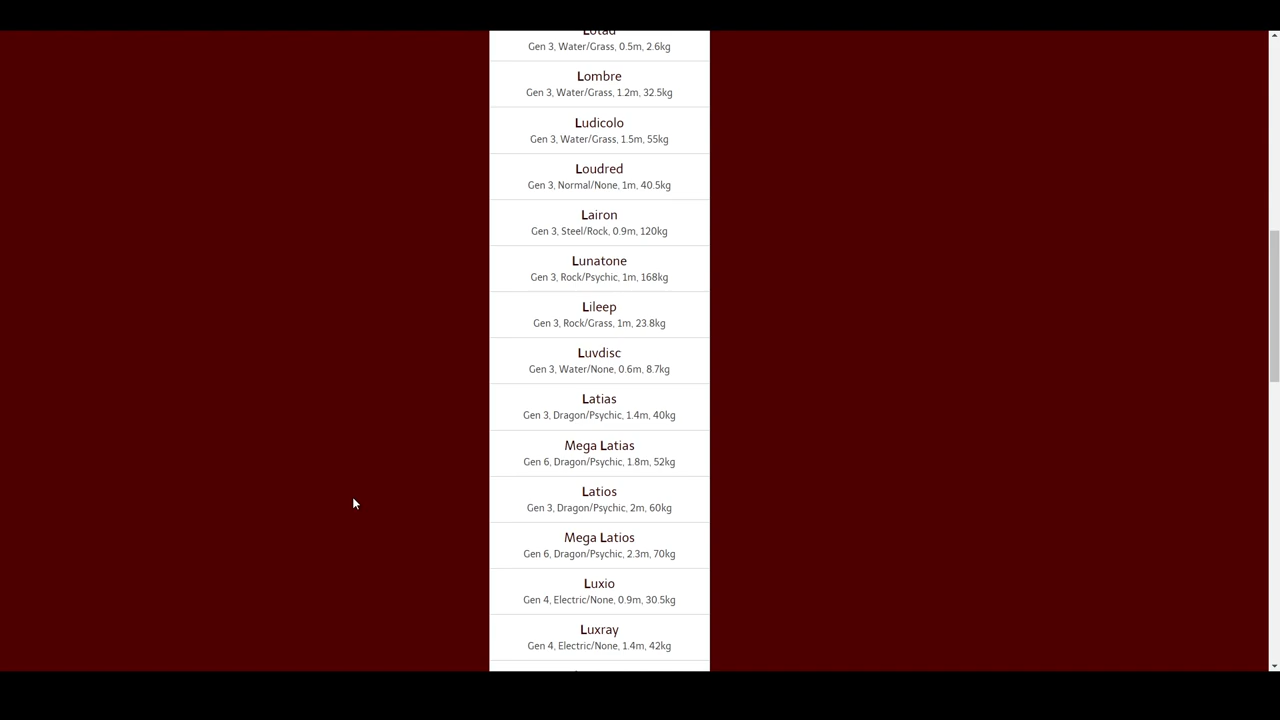 Lotad
Gen 3, Water/Grass, 0.5m, 2.6kg
Lombre
Gen 3, Water/Grass, 1.2m, 32.5kg
Ludicolo
Gen 3, Water/Grass, 1.5m, 55kg
Loudred
Gen 3, Normal/None, 1m, 40.5kg
Lairon
Gen 3, Steel/Rock, 0.9m, 120kg
Lunatone
Gen 3, Rock/Psychic, 1m, 168kg
Lileep
Gen 3, Rock/Grass, 1m, 23.8kg
Luvdisc
Gen 3, Water/None, 0.6m, 8.7kg
Latias
Gen 3, Dragon/Psychic, 1.4m, 40kg
Mega Latias
Gen 6, Dragon/Psychic, 1.8m, 52kg
Latios
Gen 3, Dragon/Psychic, 2m, 60kg
Mega Latios
Gen 6, Dragon/Psychic, 2.3m, 70kg
Luxio
Gen 4, Electric/None, 0.9m, 30.5kg
Luxray
Gen 4, Electric/None, 1.4m, 42kg